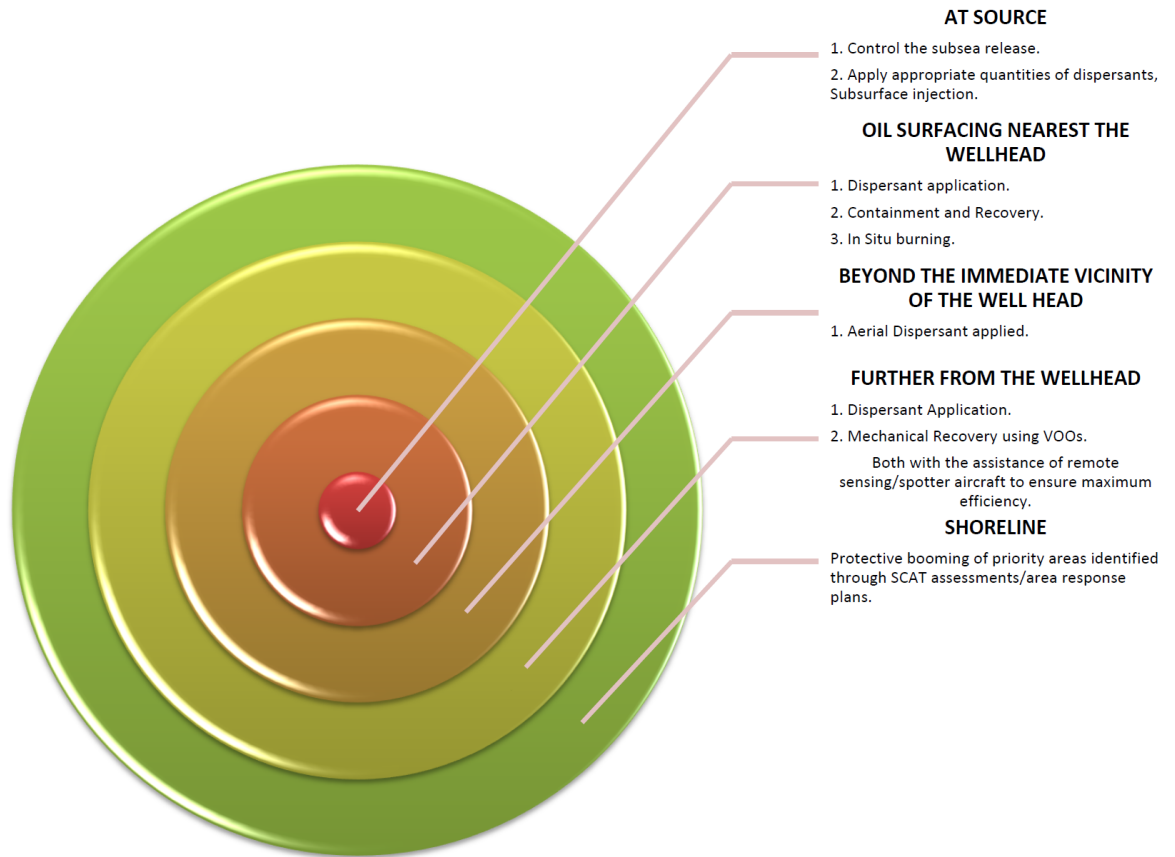 AT SOURCE
1. Control the subsea release.
2. Apply appropriate quantities of dispersants,
Subsurface injection.
OIL SURFACING NEAREST THE
WELLHEAD
1. Dispersant application.
2. Containment and Recovery.
3. In Situ burning.
BEYOND THE IMMEDIATE VICINITY
OF THE WELL HEAD
1. Aerial Dispersant applied.
FURTHER FROM THE WELLHEAD
1. Dispersant Application.
2. Mechanical Recovery using VOOs.
Both with the assistance of remote
sensing/spotter aircraft to ensure maximum
efficiency.
SHORELINE
Protective booming of priority areas identified
through SCAT assessments/area response
plans.